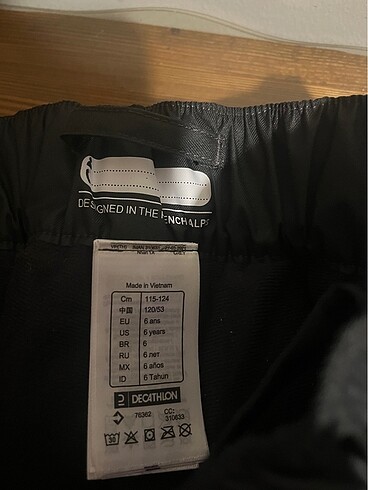 DESIGNED IN THE FRENCH ALPS
Made in Vietnam
Cm 115-124
中国 120/53
EU 6 ans
US 6 years
BR 6
RU 6 лет
MX 6 años
ID 6 Tahun
DECATHLON
76362 CC:
310633
30